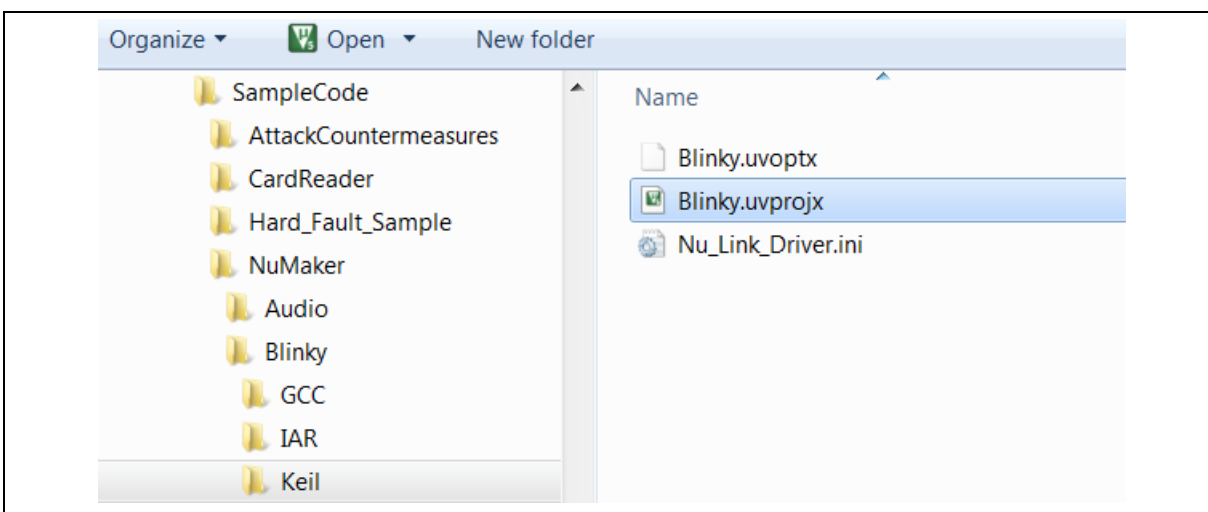 Organize Open New folder
SampleCode
AttackCountermeasures
CardReader
Hard_Fault_Sample
NuMaker
Audio
Blinky
GCC
IAR
Keil
Name
Blinky.uvoptx
Blinky.uvprojx
Nu_Link_Driver.ini